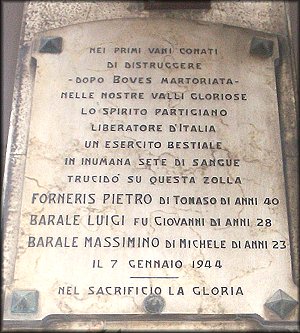 NEI PRIMI VANI CONATI
DI DISTRUGGERE
-DOPO BOVES MARTORIATA-
NELLE NOSTRE VALLI GLORIOSE
LO SPIRITO PARTIGIANO
LIBERATORE D'ITALIA
UN ESERCITO BESTIALE
IN INUMANA SETE DI SANGUE
TRUCIDO' SU QUESTA ZOLLA
FORNERIS PIETRO DI TOMASO DI ANNI 40
BARALE LUIGI FU GIOVANNI DI ANNI 28
BARALE MASSIMINO DI MICHELE DI ANNI 23
IL 7 GENNAIO 1944
NEL SACRIFICIO LA GLORIA